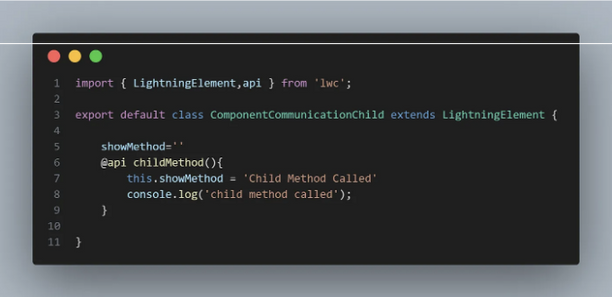 1 import { LightningElement,api } from 'lwc';
2
3 export default class ComponentCommunicationChild extends LightningElement {
4
5     showMethod=''
6     @api childMethod(){
7         this.showMethod = 'Child Method Called'
8         console.log('child method called');
9     }
10
11 }